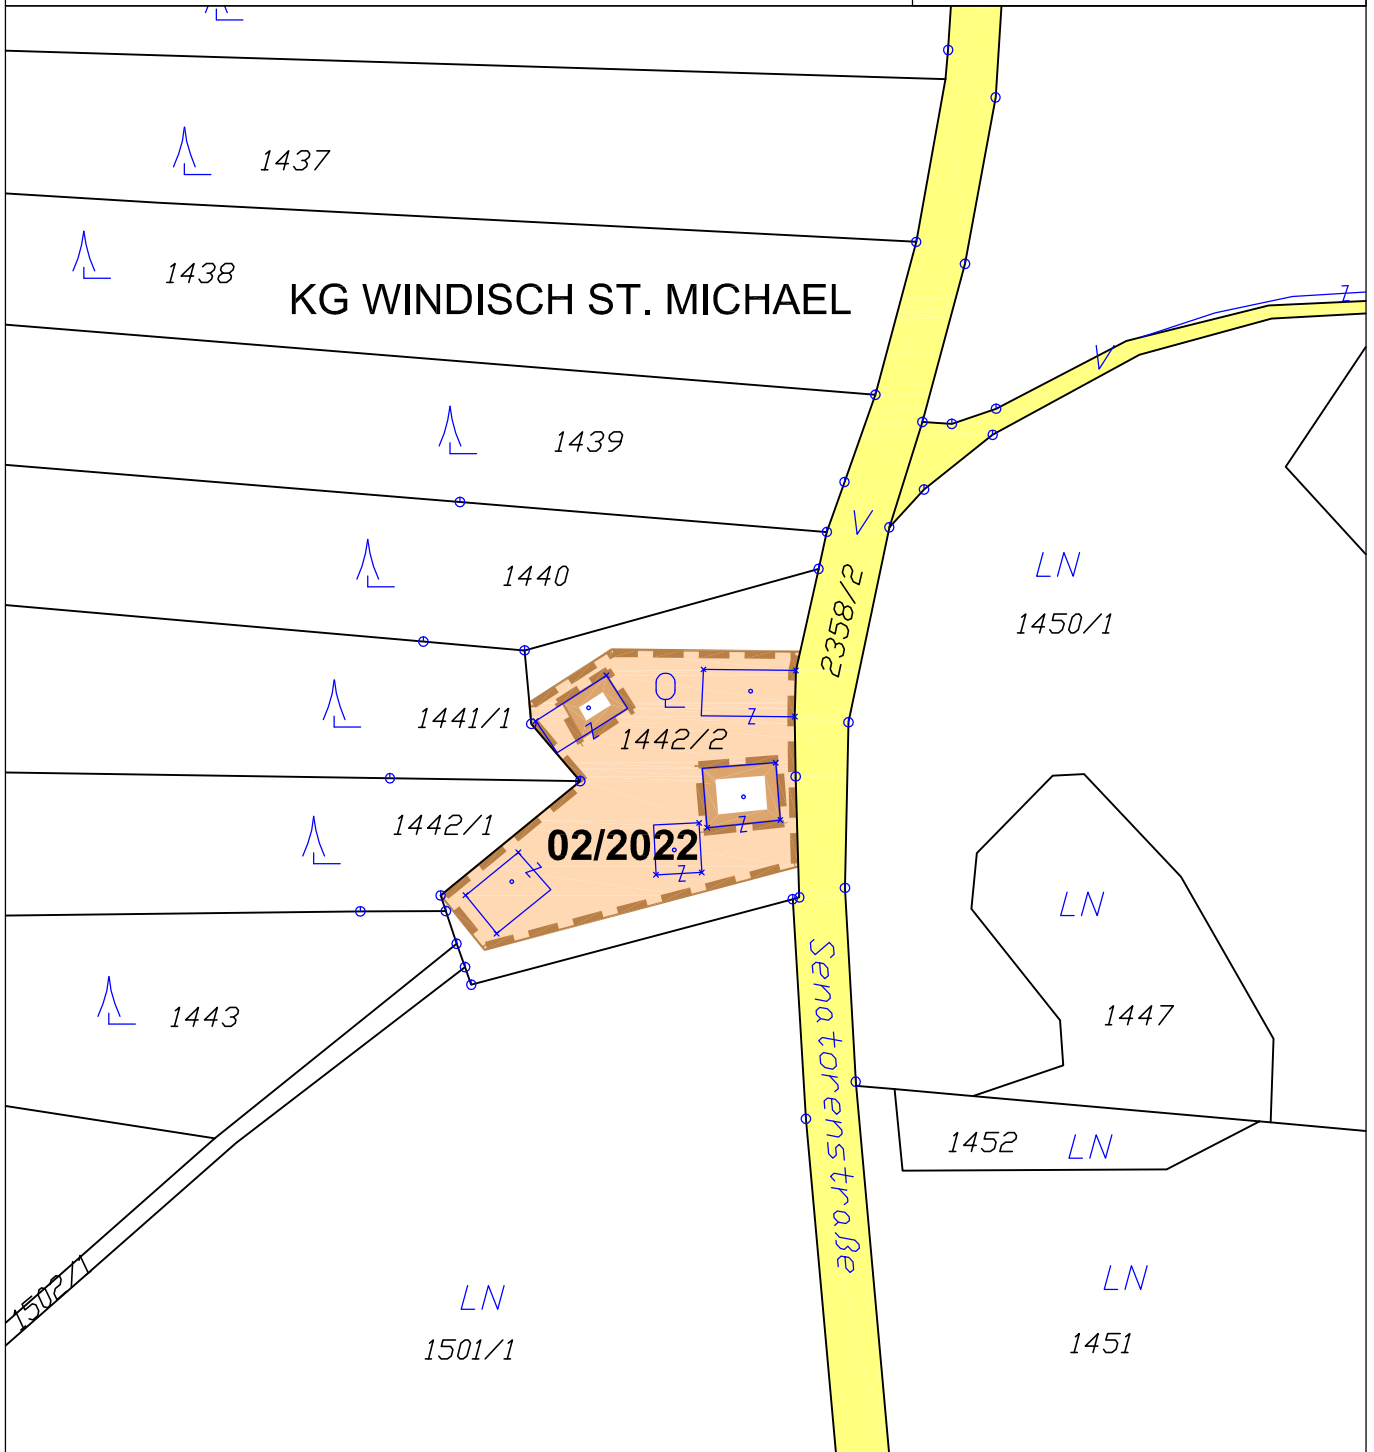 1437
1438
KG WINDISCH ST. MICHAEL
Z
V
1439
V
LN
1440
2358/2
1450/1
1441/1
Z
Z
1442/2
1442/1
Z
02/2022
Z
Z
LN
1443
Senatorenstraße
1447
1452
LN
1502/1
LN
LN
1501/1
1451